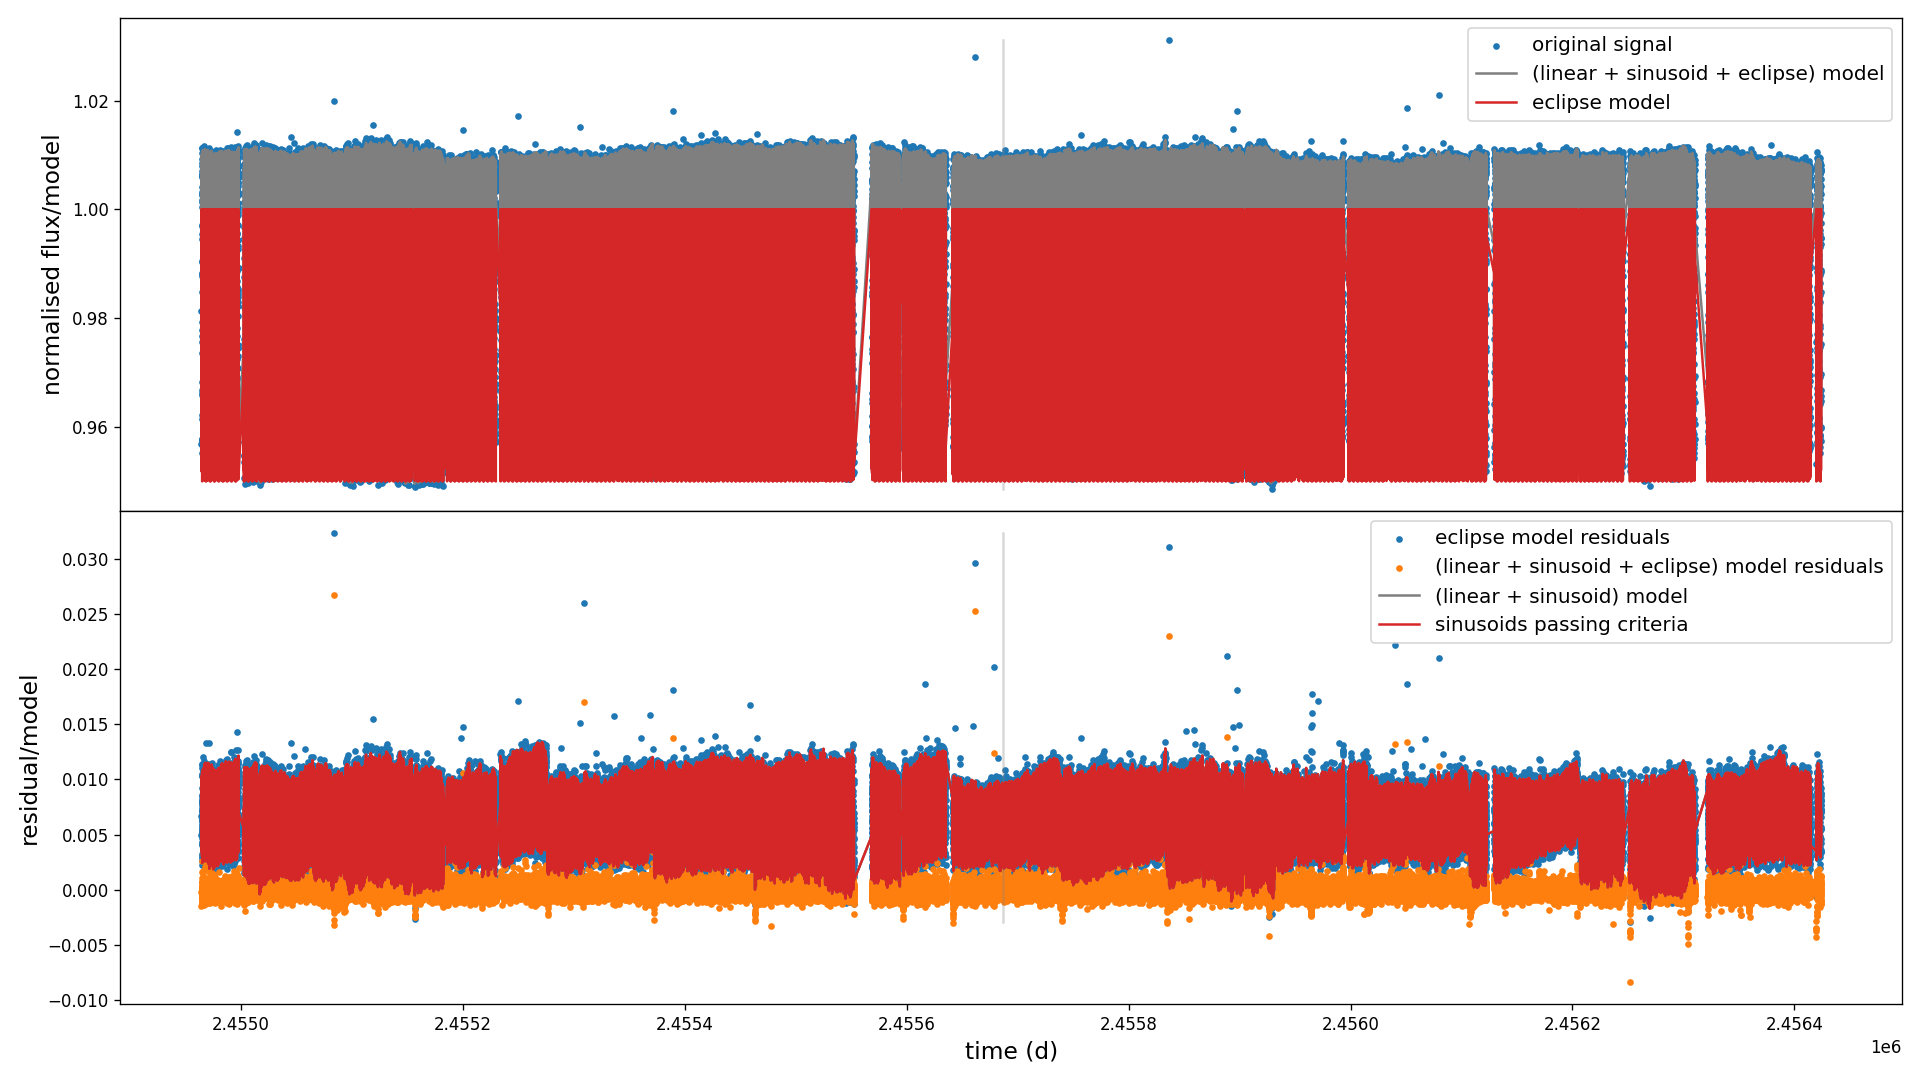 original signal
(linear + sinusoid + eclipse) model
eclipse model
normalised flux/model
1.02
1.00
0.98
0.96
eclipse model residuals
(linear + sinusoid + eclipse) model residuals
(linear + sinusoid) model
sinusoids passing criteria
residual/model
0.030
0.025
0.020
0.015
0.010
0.005
0.000
−0.005
−0.010
2.4550 2.4552 2.4554 2.4556 2.4558 2.4560 2.4562 2.4564
1e6
time (d)